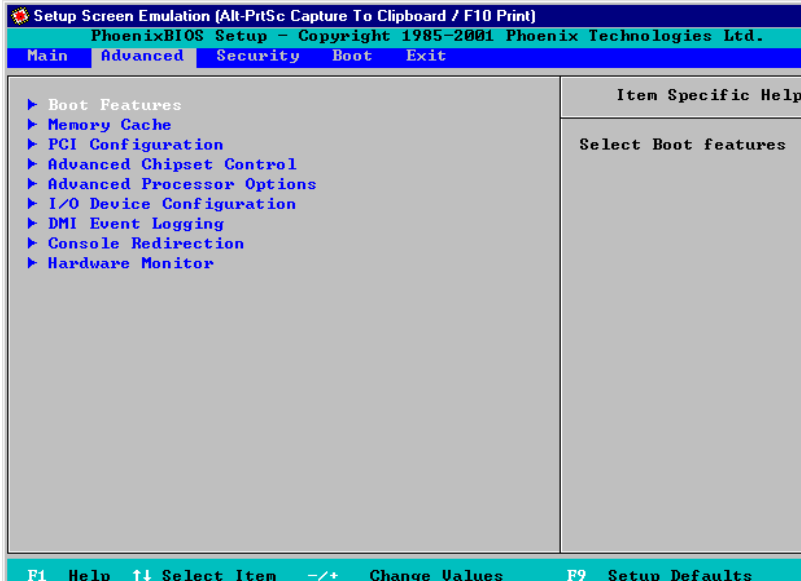 Setup Screen Emulation (Alt-PrtSc Capture To Clipboard / F10 Print)
PhoenixBIOS Setup - Copyright 1985-2001 Phoenix Technologies Ltd.
Main Advanced Security Boot Exit
Item Specific Help
Boot Features
Memory Cache
PCI Configuration
Advanced Chipset Control
Advanced Processor Options
I/O Device Configuration
DMI Event Logging
Console Redirection
Hardware Monitor
Select Boot features
F1 Help ↑↓ Select Item -/+ Change Values F9 Setup Defaults